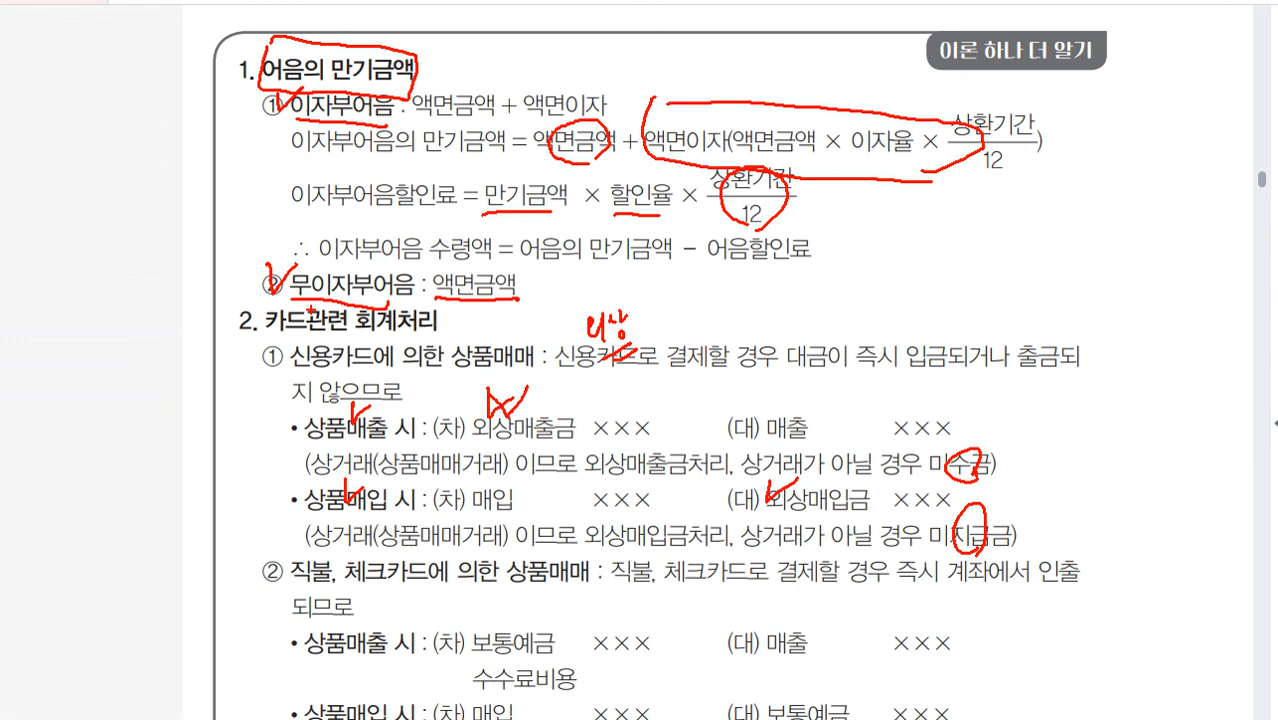 이론 하나 더 알기
1. 어음의 만기금액
① 이자부어음 : 액면금액 + 액면이자
이자부어음의 만기금액 = 액면금액 + 액면이자(액면금액 × 이자율 × 상환기간/12)
이자부어음할인료 = 만기금액 × 할인율 × 상환기간/12
∴ 이자부어음 수령액 = 어음의 만기금액 − 어음할인료
② 무이자부어음 : 액면금액
2. 카드관련 회계처리
외상
① 신용카드에 의한 상품매매 : 신용카드로 결제할 경우 대금이 즉시 입금되거나 출금되
지 않으므로
• 상품매출 시 : (차) 외상매출금 ××× (대) 매출 ×××
(상거래(상품매매거래) 이므로 외상매출금처리, 상거래가 아닐 경우 미수금)
• 상품매입 시 : (차) 매입 ××× (대) 외상매입금 ×××
(상거래(상품매매거래) 이므로 외상매입금처리, 상거래가 아닐 경우 미지급금)
② 직불, 체크카드에 의한 상품매매 : 직불, 체크카드로 결제할 경우 즉시 계좌에서 인출
되므로
• 상품매출 시 : (차) 보통예금 ××× (대) 매출 ×××
수수료비용
• 상품매입 시 : (차) 매입 ××× (대) 보통예금 ×××